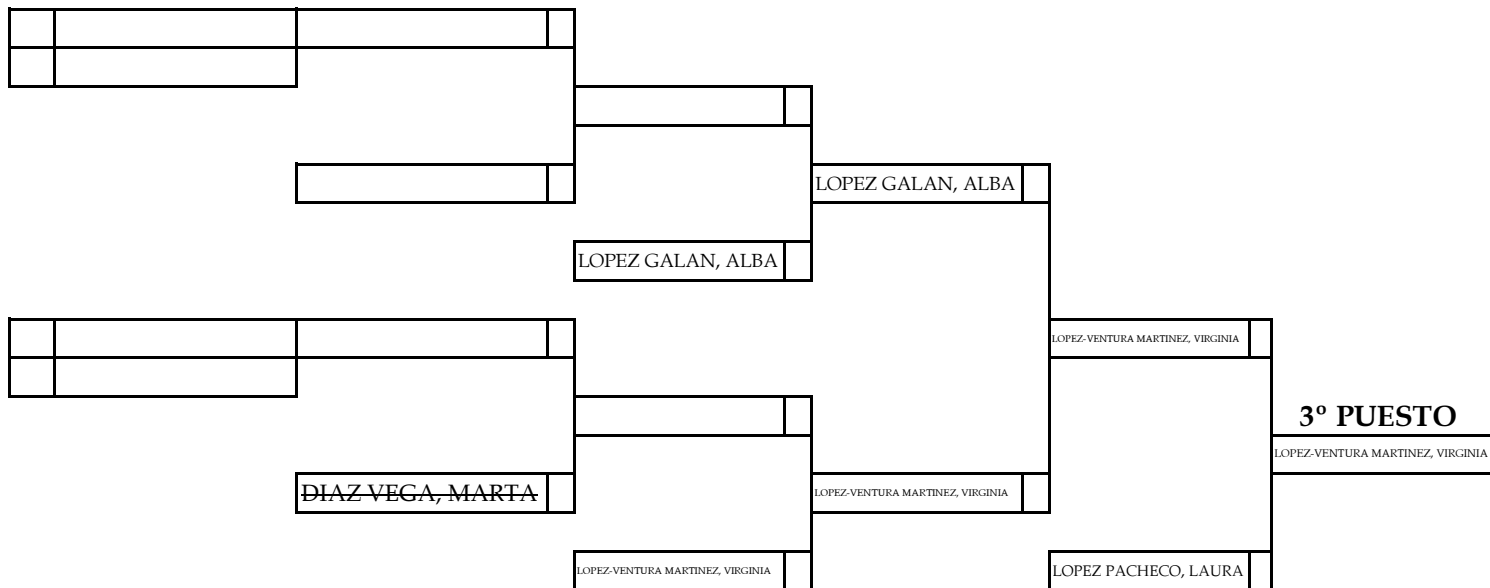 LOPEZ GALAN, ALBA
LOPEZ GALAN, ALBA
LOPEZ-VENTURA MARTINEZ, VIRGINIA
3º PUESTO
LOPEZ-VENTURA MARTINEZ, VIRGINIA
DIAZ VEGA, MARTA
LOPEZ-VENTURA MARTINEZ, VIRGINIA
LOPEZ-VENTURA MARTINEZ, VIRGINIA
LOPEZ PACHECO, LAURA